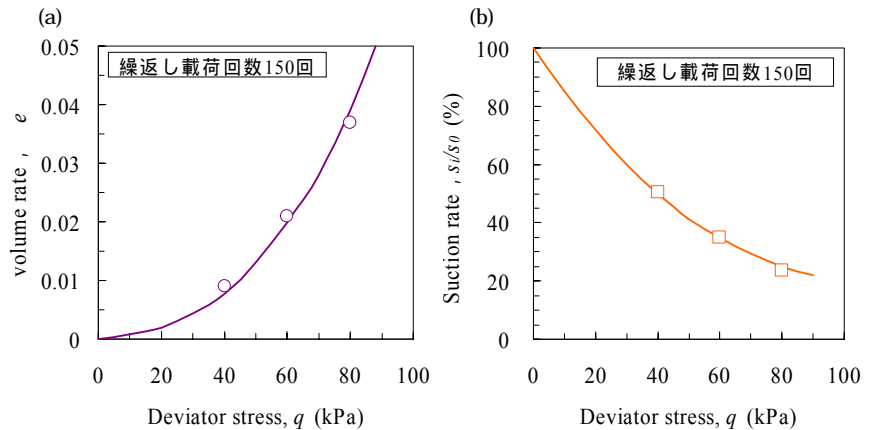 (a)
0.05
0.04
0.03
0.02
0.01
0
0 20 40 60 80 100
volume rate , e
Deviator stress, q (kPa)
繰返し載荷回数150回
(b)
100
80
60
40
20
0
0 20 40 60 80 100
Suction rate , si/s0 (%)
Deviator stress, q (kPa)
繰返し載荷回数150回